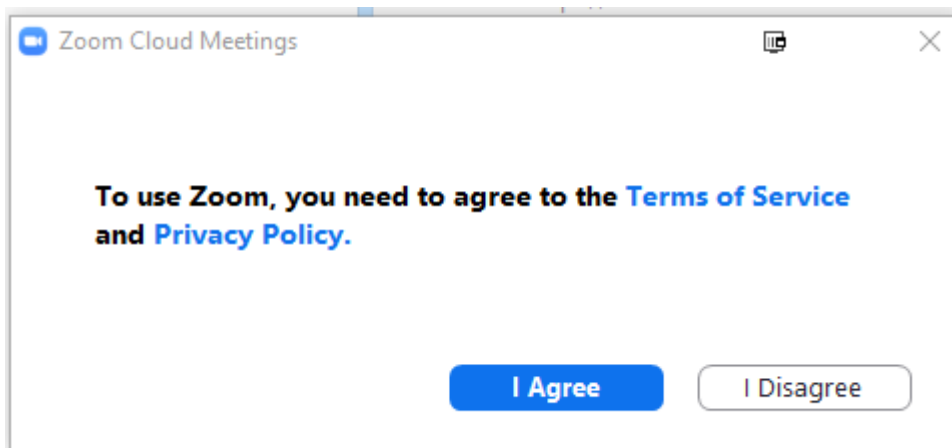 Zoom Cloud Meetings
To use Zoom, you need to agree to the Terms of Service
and Privacy Policy.
I Agree
I Disagree